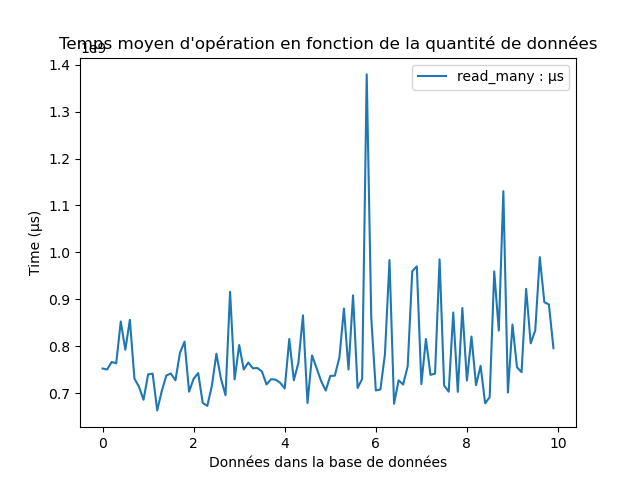 Temps moyen d'opération en fonction de la quantité de données
1e9
read_many : µs
1.4
1.3
1.2
1.1
1.0
0.9
0.8
0.7
Time (µs)
0 2 4 6 8 10
Données dans la base de données